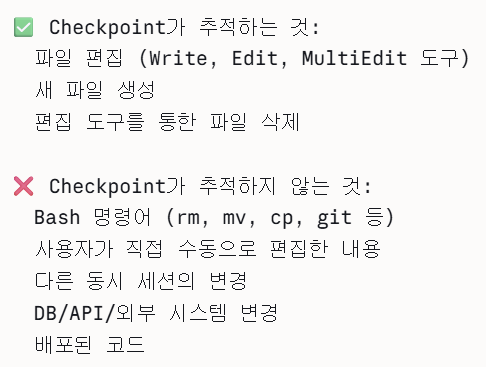 ✅ Checkpoint가 추적하는 것:
파일 편집 (Write, Edit, MultiEdit 도구)
새 파일 생성
편집 도구를 통한 파일 삭제
❌ Checkpoint가 추적하지 않는 것:
Bash 명령어 (rm, mv, cp, git 등)
사용자가 직접 수동으로 편집한 내용
다른 동시 세션의 변경
DB/API/외부 시스템 변경
배포된 코드